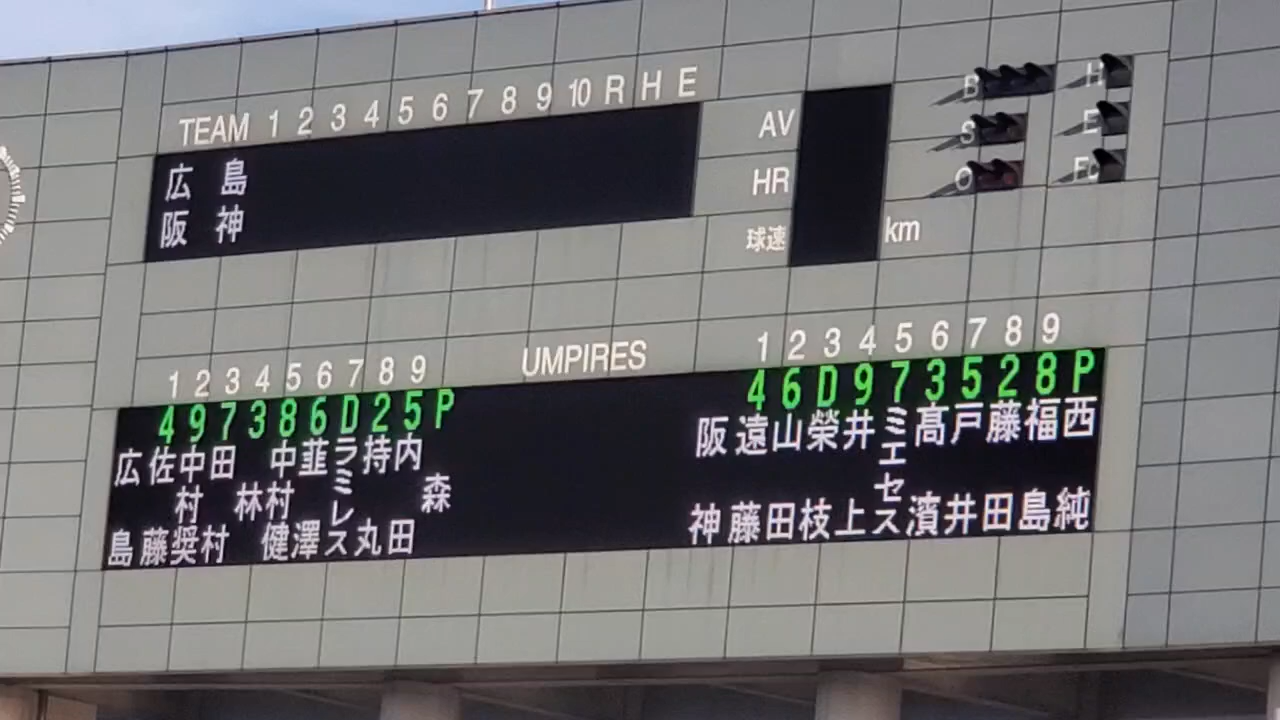 TEAM 1 2 3 4 5 6 7 8 9 10 R H E
広島
阪神
AV
HR
球速 km
B H
S E
O Fc
UMPIRES
1 2 3 4 5 6 7 8 9
4 9 7 3 8 6 D 2 5 P
広島 佐藤 中村奨 田村 林 中村健 韮澤 ラミレス 持丸 内田 森
1 2 3 4 5 6 7 8 9
4 6 D 9 7 3 5 2 8 P
阪神 遠藤 山田 榮枝 井上 ミエセス 髙濱 戸井 藤田 福島 西純